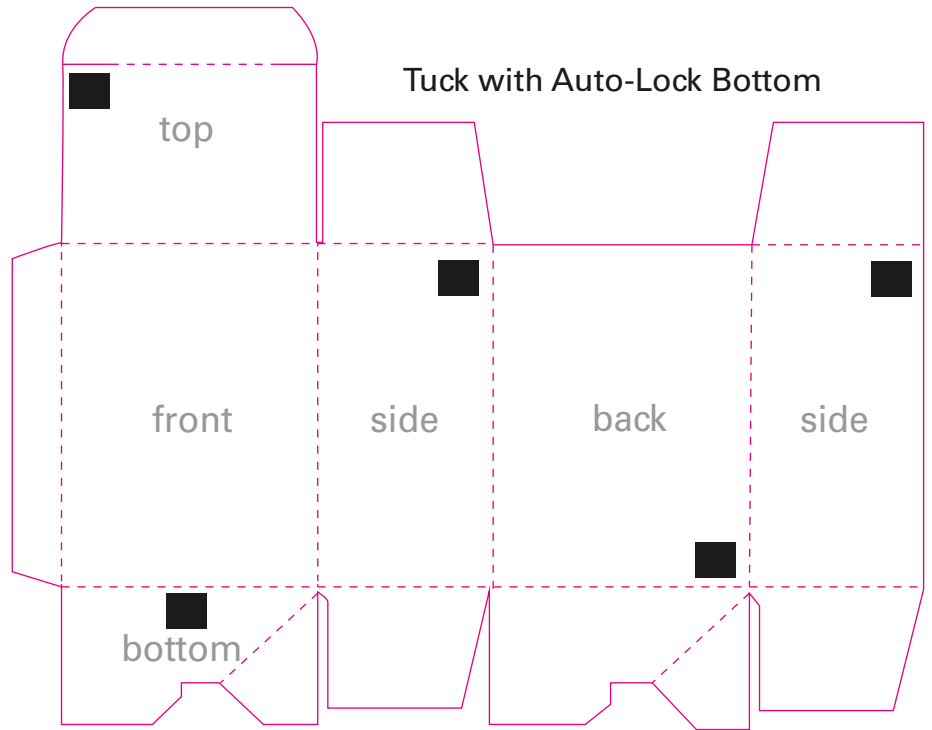 Tuck with Auto-Lock Bottom
top
front
side
back
side
bottom